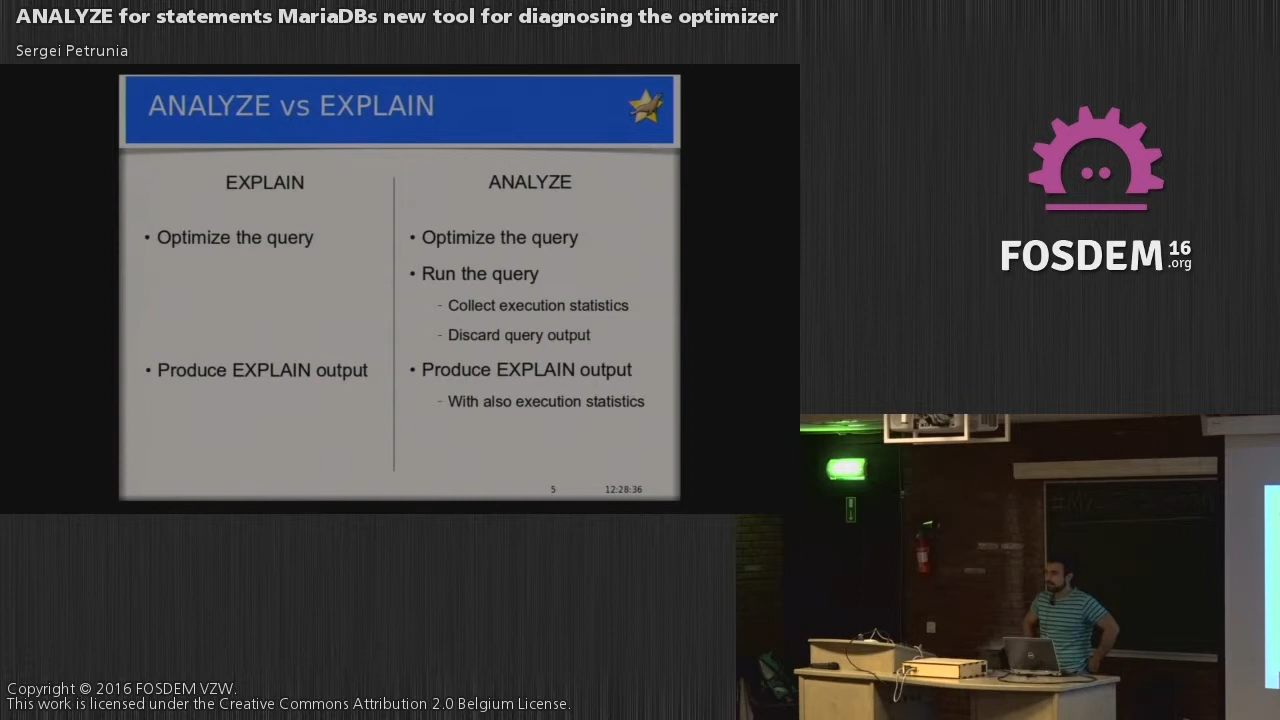 ANALYZE for statements MariaDBs new tool for diagnosing the optimizer
Sergei Petrunia
ANALYZE vs EXPLAIN
EXPLAIN
• Optimize the query
• Produce EXPLAIN output
ANALYZE
• Optimize the query
• Run the query
- Collect execution statistics
- Discard query output
• Produce EXPLAIN output
- With also execution statistics
5
12:28:36
FOSDEM 16
.org
Copyright © 2016 FOSDEM VZW.
This work is licensed under the Creative Commons Attribution 2.0 Belgium License.